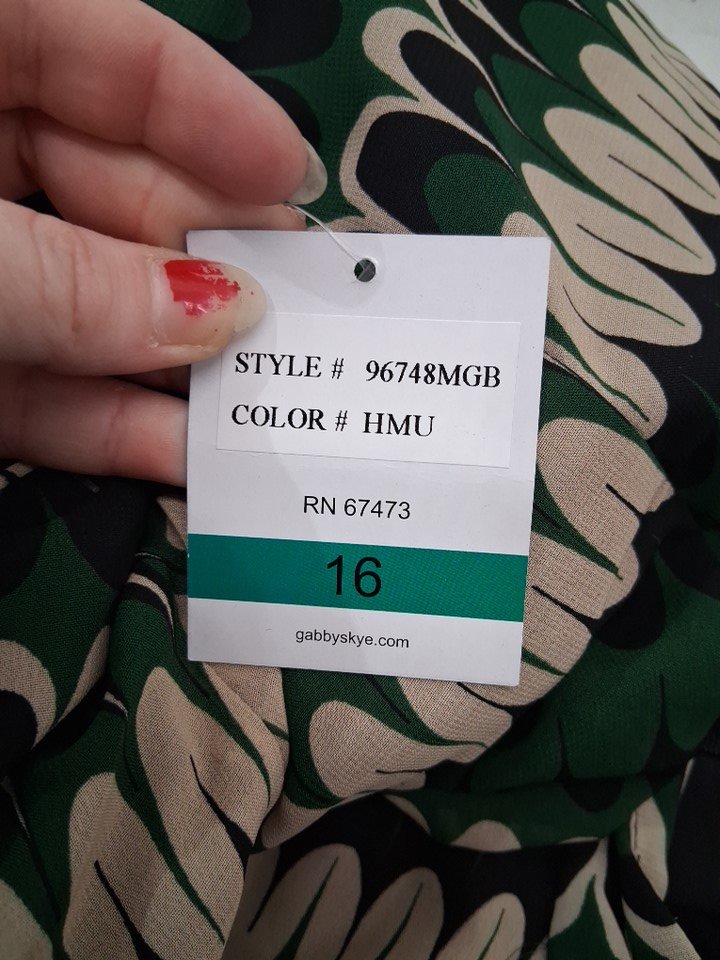 STYLE # 96748MGB
COLOR # HMU
RN 67473
16
gabbyskye.com